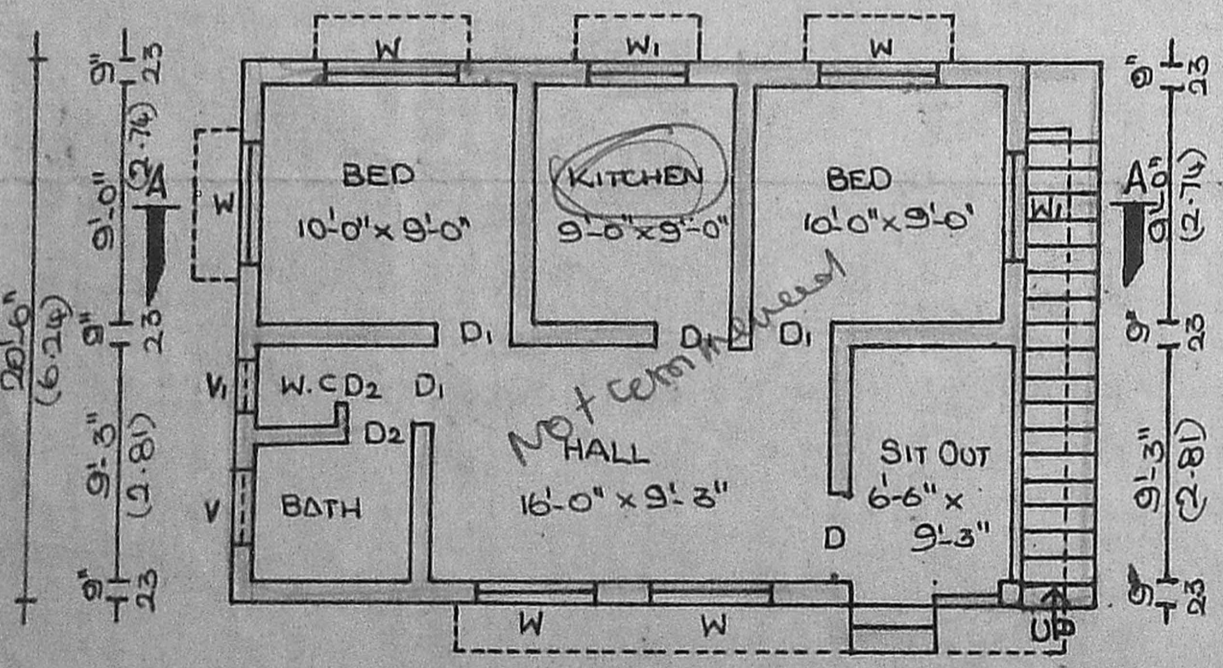 W W1 W
9" 23 9" 23
9'-0" (2.74) A
W
BED
10'-0" x 9'-0"
KITCHEN
9'-0" x 9'-0"
BED
10'-0" x 9'-0'
W1
A 9'-0" (2.74)
20'-6" (6.24)
9" 23
D1 D1 D1
9" 23
V1 W.C D2 D1
D2
Not commenced
HALL
16'-0" x 9'-3"
SIT OUT
6'-6" x
9'-3"
9'-3" (2.81)
V BATH
D
9'-3" (2.81)
9" 23 9" 23
W W
UP